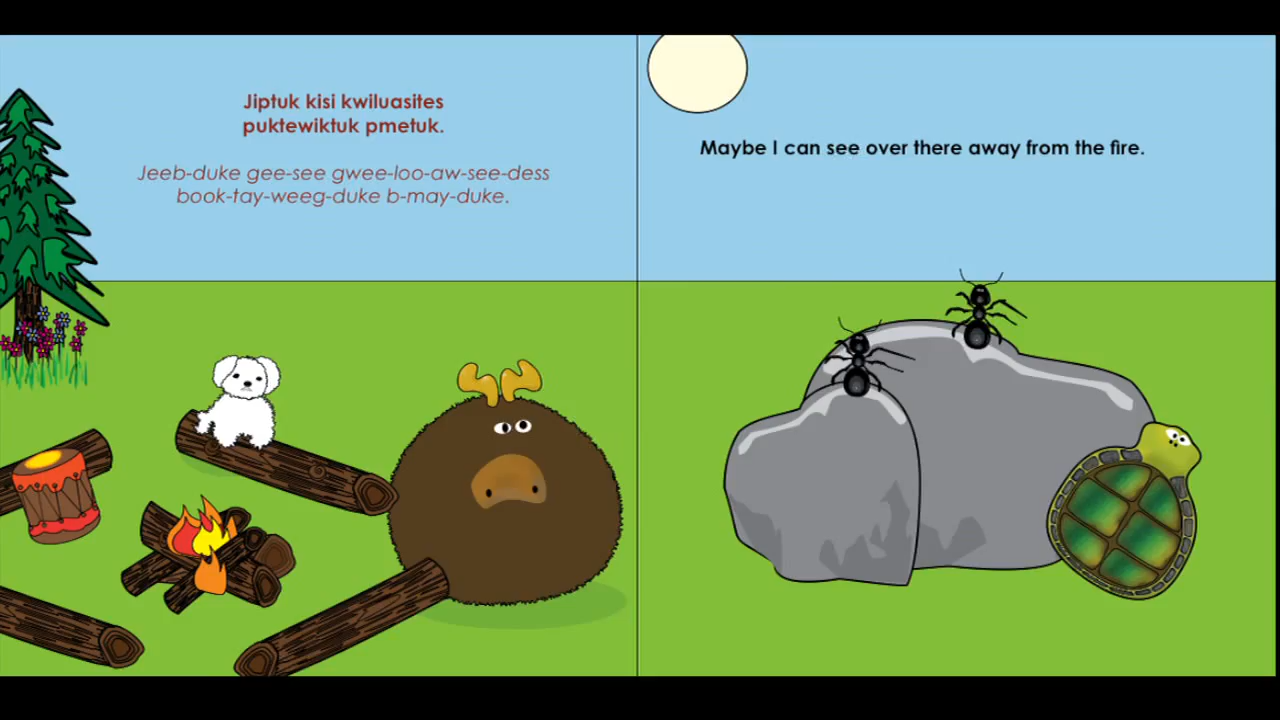 Jiptuk kisi kwiluasites
puktewiktuk pmetuk.
Jeeb-duke gee-see gwee-loo-aw-see-dess
book-tay-weeg-duke b-may-duke.
Maybe I can see over there away from the fire.